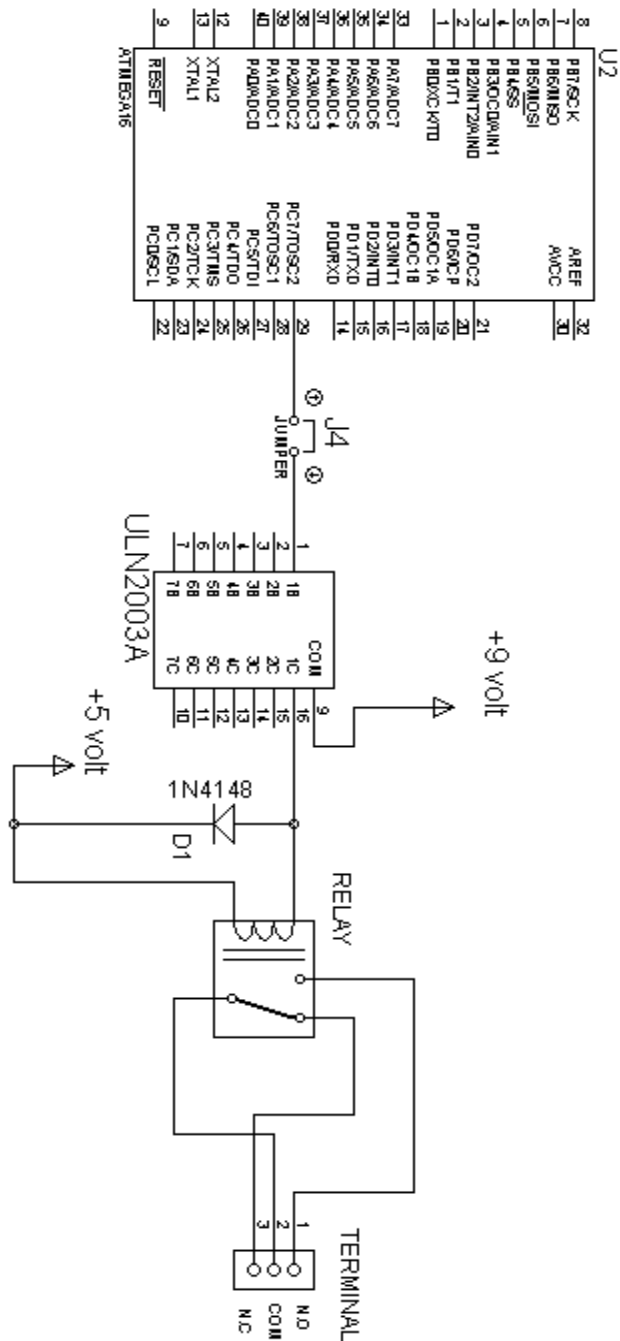 U2
8 PB7/SCK
7 PB6/MISO
6 PB5/MOSI
5 PB4/SS
4 PB3/OC0/AIN1
3 PB2/INT2/AIN0
2 PB1/T1
1 PB0/XCK/T0
33 PA7/ADC7
34 PA6/ADC6
35 PA5/ADC5
36 PA4/ADC4
37 PA3/ADC3
38 PA2/ADC2
39 PA1/ADC1
40 PA0/ADC0
12 XTAL2
13 XTAL1
9 RESET
ATMEGA16
AREF 32
AVCC 30
PD7/OC2 21
PD6/ICP 20
PD5/OC1A 19
PD4/OC1B 18
PD3/INT1 17
PD2/INT0 16
PD1/TXD 15
PD0/RXD 14
PC7/TOSC2 29
PC6/TOSC1 28
PC5/TDI 27
PC4/TDO 26
PC3/TMS 25
PC2/TCK 24
PC1/SDA 23
PC0/SCL 22
J4
JUMPER
1 1B
2 2B
3 3B
4 4B
5 5B
6 6B
7 7B
COM 9
1C 16
2C 15
3C 14
4C 13
5C 12
6C 11
7C 10
ULN2003A
+9 volt
+5 volt
1N4148
D1
RELAY
TERMINAL
1 N.O
2 COM
3 N.C